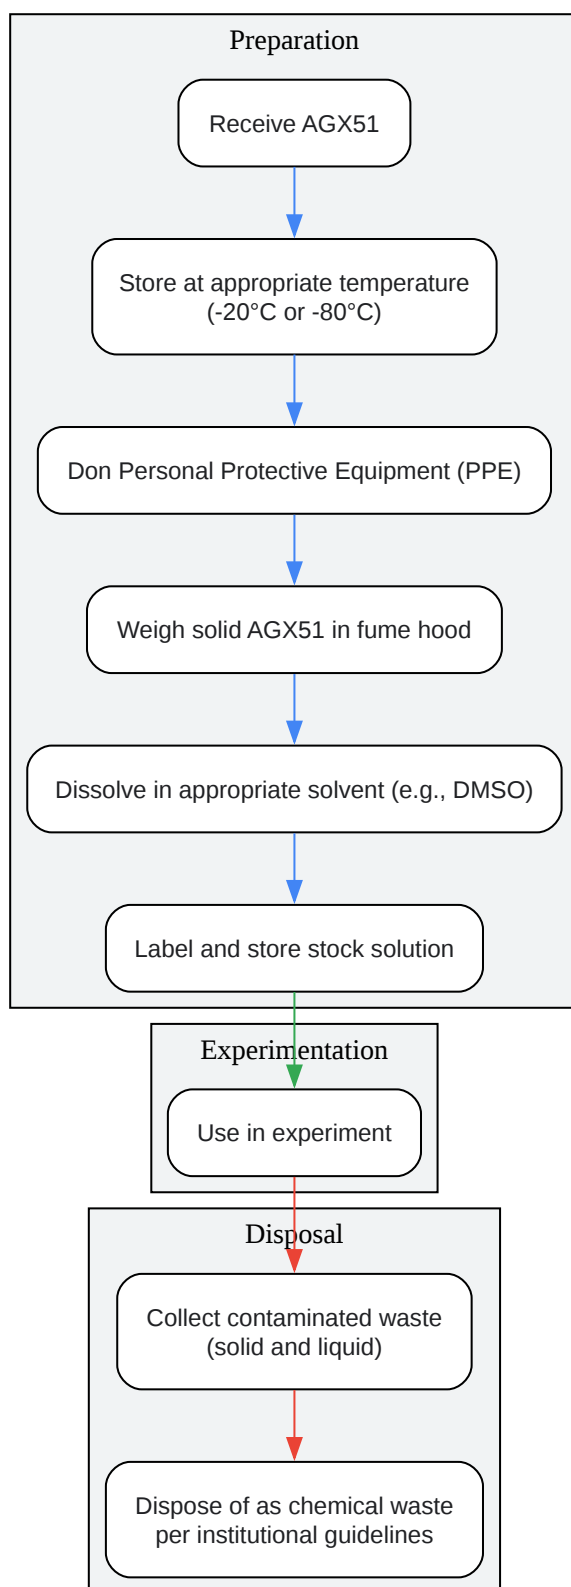 Preparation
Receive AGX51
Store at appropriate temperature
(-20°C or -80°C)
Don Personal Protective Equipment (PPE)
Weigh solid AGX51 in fume hood
Dissolve in appropriate solvent (e.g., DMSO)
Label and store stock solution
Experimentation
Use in experiment
Disposal
Collect contaminated waste
(solid and liquid)
Dispose of as chemical waste
per institutional guidelines